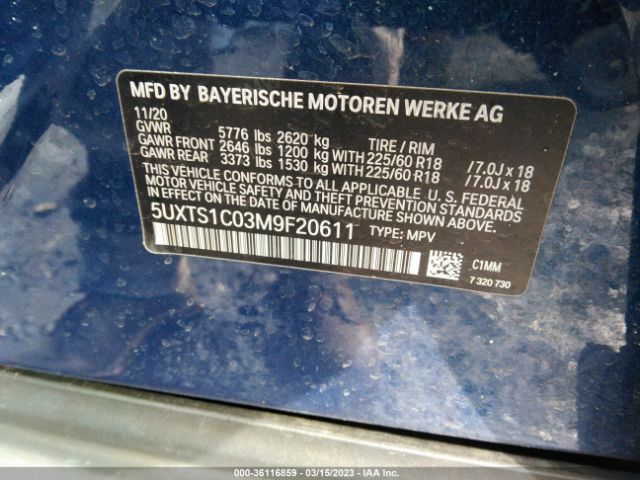 MFD BY BAYERISCHE MOTOREN WERKE AG
11/20
GVWR 5776 lbs 2620 kg TIRE / RIM
GAWR FRONT 2646 lbs 1200 kg WITH 225/60 R18 / 7.0J x 18
GAWR REAR 3373 lbs 1530 kg WITH 225/60 R18 / 7.0J x 18
THIS VEHICLE CONFORMS TO ALL APPLICABLE U.S. FEDERAL
MOTOR VEHICLE SAFETY AND THEFT PREVENTION STANDARDS
IN EFFECT ON THE DATE OF MANUFACTURE SHOWN ABOVE.
5UXTS1C03M9F20611 TYPE: MPV
C1MM
7 320 730
000-36116859 - 03/15/2023 - IAA Inc.